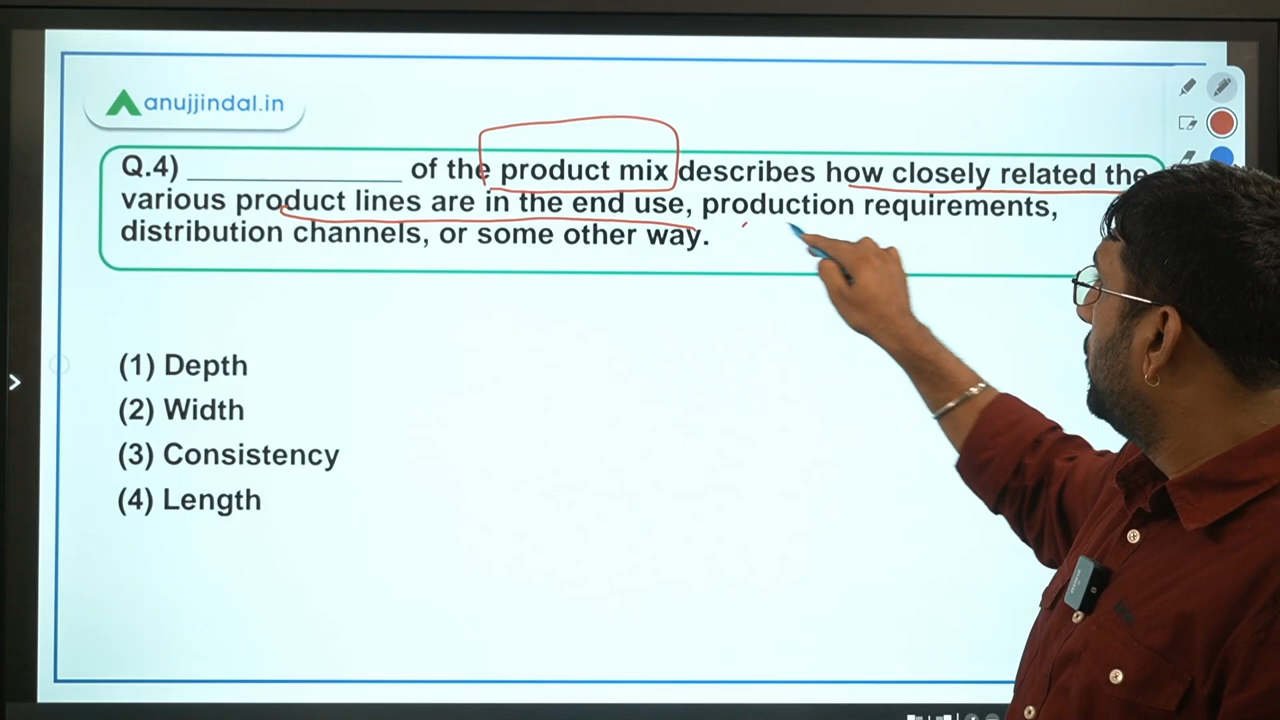 anujjindal.in
Q.4) _____________ of the product mix describes how closely related the
various product lines are in the end use, production requirements,
distribution channels, or some other way.
(1) Depth
(2) Width
(3) Consistency
(4) Length